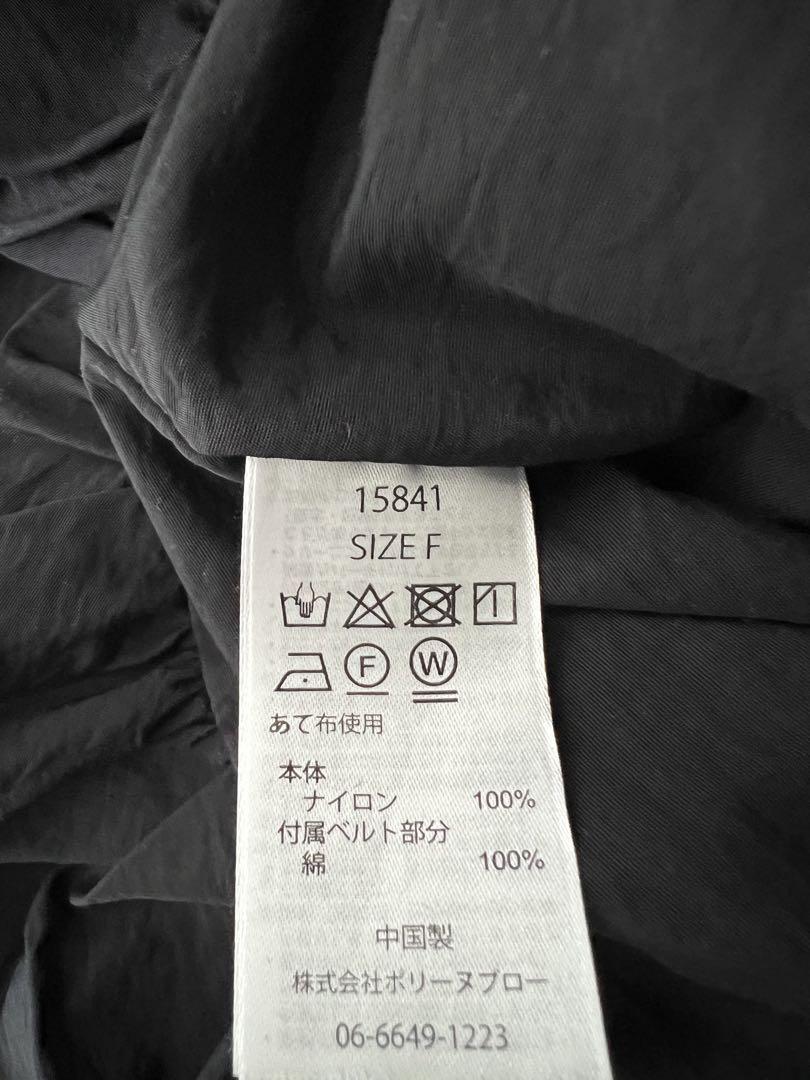 15841
SIZE F
F W
あて布使用
本体
ナイロン 100%
付属ベルト部分
綿 100%
中国製
株式会社ポリーヌブロー
06-6649-1223